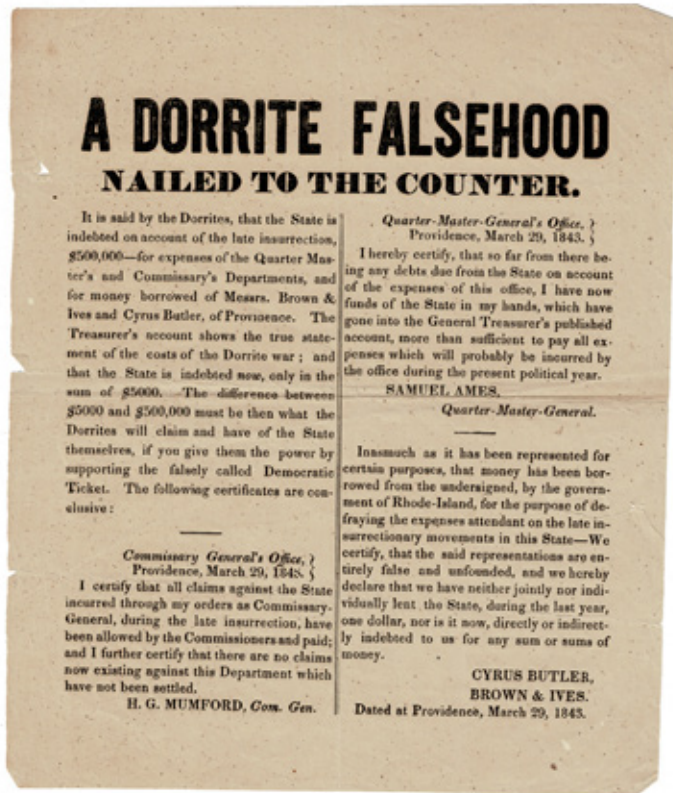 A DORRITE FALSEHOOD
NAILED TO THE COUNTER.
It is said by the Dorrites, that the State is
indebted on account of the late insurrection,
$500,000—for expenses of the Quarter Mas-
ter's and Commissary's Departments, and
for money borrowed of Messrs. Brown &
Ives and Cyrus Butler, of Providence. The
Treasurer's account shows the true state-
ment of the costs of the Dorrite war; and
that the State is indebted now, only in the
sum of $5000. The difference between
$5000 and $500,000 must be then what the
Dorrites will claim and have of the State
themselves, if you give them the power by
supporting the falsely called Democratic
Ticket. The following certificates are con-
clusive:
Commissary General's Office, }
Providence, March 29, 1843. }
I certify that all claims against the State
incurred through my orders as Commissary-
General, during the late insurrection, have
been allowed by the Commissioners and paid;
and I further certify that there are no claims
now existing against this Department which
have not been settled.
H. G. MUMFORD, Com. Gen.
Quarter-Master-General's Office, }
Providence, March 29, 1843. }
I hereby certify, that so far from there be-
ing any debts due from the State on account
of the expenses of this office, I have now
funds of the State in my hands, which have
gone into the General Treasurer's published
account, more than sufficient to pay all ex-
penses which will probably be incurred by
the office during the present political year.
SAMUEL AMES,
Quarter-Master-General.
Inasmuch as it has been represented for
certain purposes, that money has been bor-
rowed from the undersigned, by the govern-
ment of Rhode-Island, for the purpose of de-
fraying the expenses attendant on the late in-
surrectionary movements in this State—We
certify, that the said representations are en-
tirely false and unfounded, and we hereby
declare that we have neither jointly nor indi-
vidually lent the State, during the last year,
one dollar, nor is it now, directly or indirect-
ly indebted to us for any sum or sums of
money.
CYRUS BUTLER,
BROWN & IVES.
Dated at Providence, March 29, 1843.